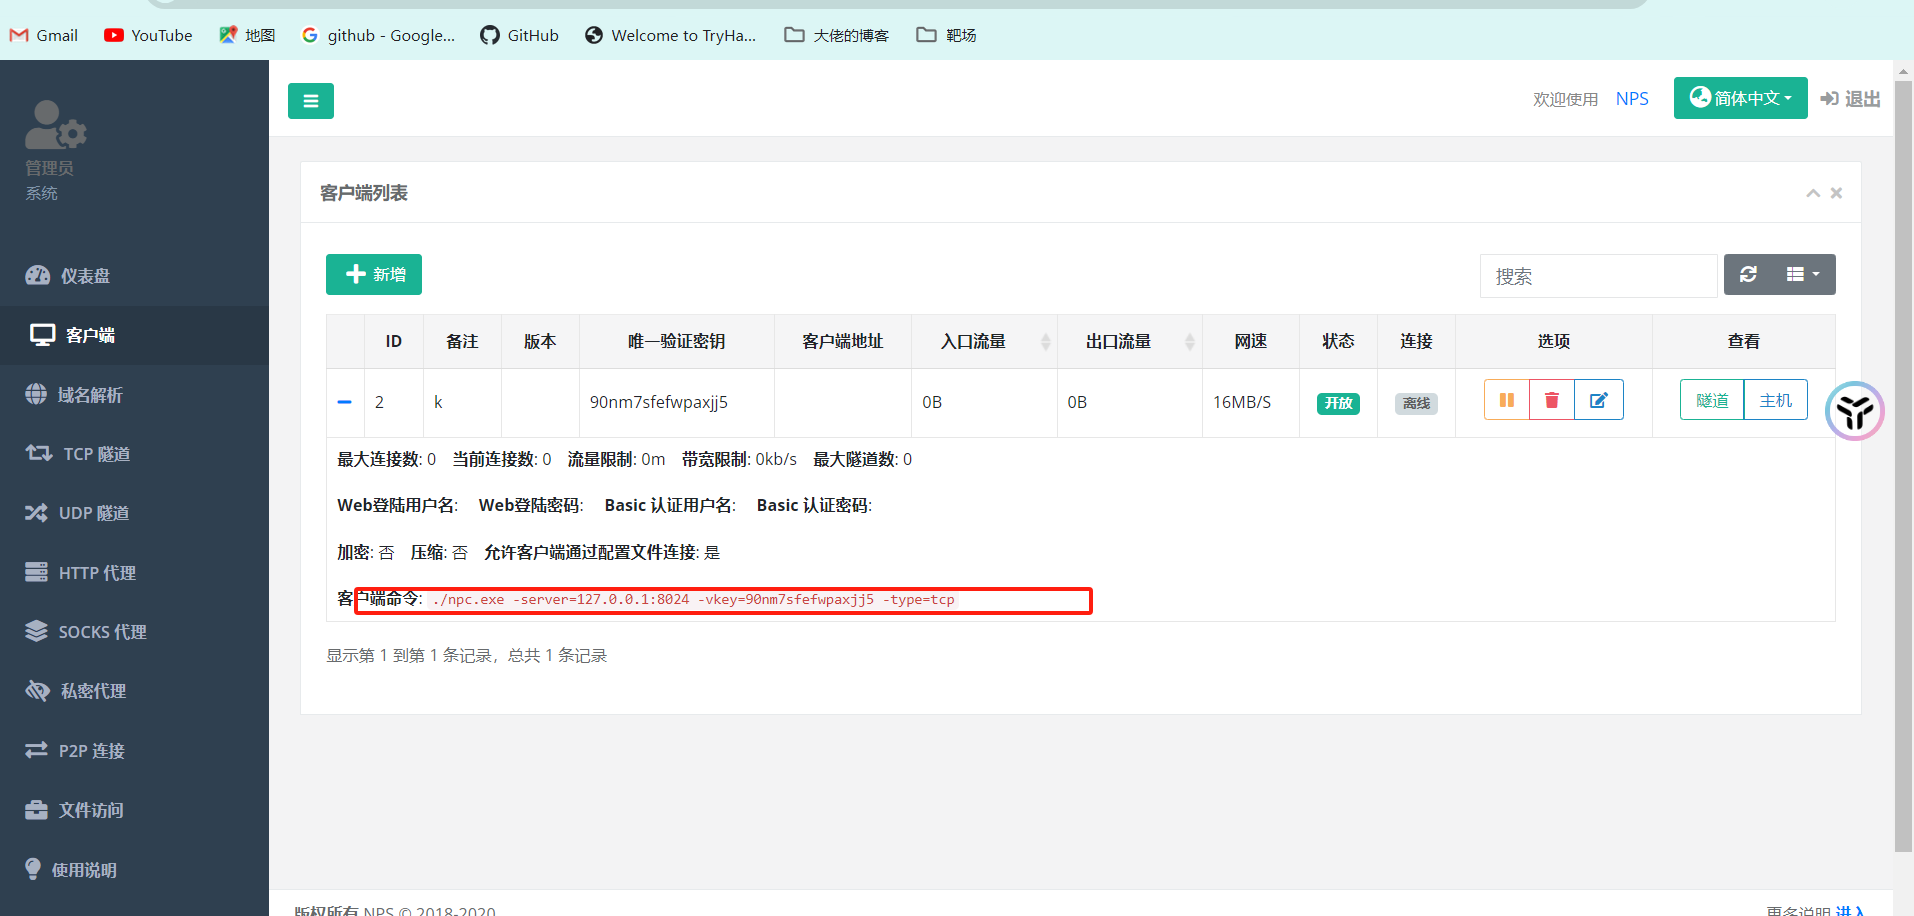 Gmail YouTube 地图 github - Google... GitHub Welcome to TryHa... 大佬的博客 靶场
欢迎使用 NPS 简体中文 退出
管理员
系统
仪表盘
客户端
域名解析
TCP 隧道
UDP 隧道
HTTP 代理
SOCKS 代理
私密代理
P2P 连接
文件访问
使用说明
客户端列表
新增 搜索
ID 备注 版本 唯一验证密钥 客户端地址 入口流量 出口流量 网速 状态 连接 选项 查看
2 k 90nm7sfefwpaxjj5 0B 0B 16MB/S 开放 离线 隧道 主机
最大连接数: 0 当前连接数: 0 流量限制: 0m 带宽限制: 0kb/s 最大隧道数: 0
Web登陆用户名: Web登陆密码: Basic 认证用户名: Basic 认证密码:
加密: 否 压缩: 否 允许客户端通过配置文件连接: 是
客户端命令: ./npc.exe -server=127.0.0.1:8024 -vkey=90nm7sfefwpaxjj5 -type=tcp
显示第 1 到第 1 条记录，总共 1 条记录
版权所有 NPS © 2018-2020 更多说明 进入